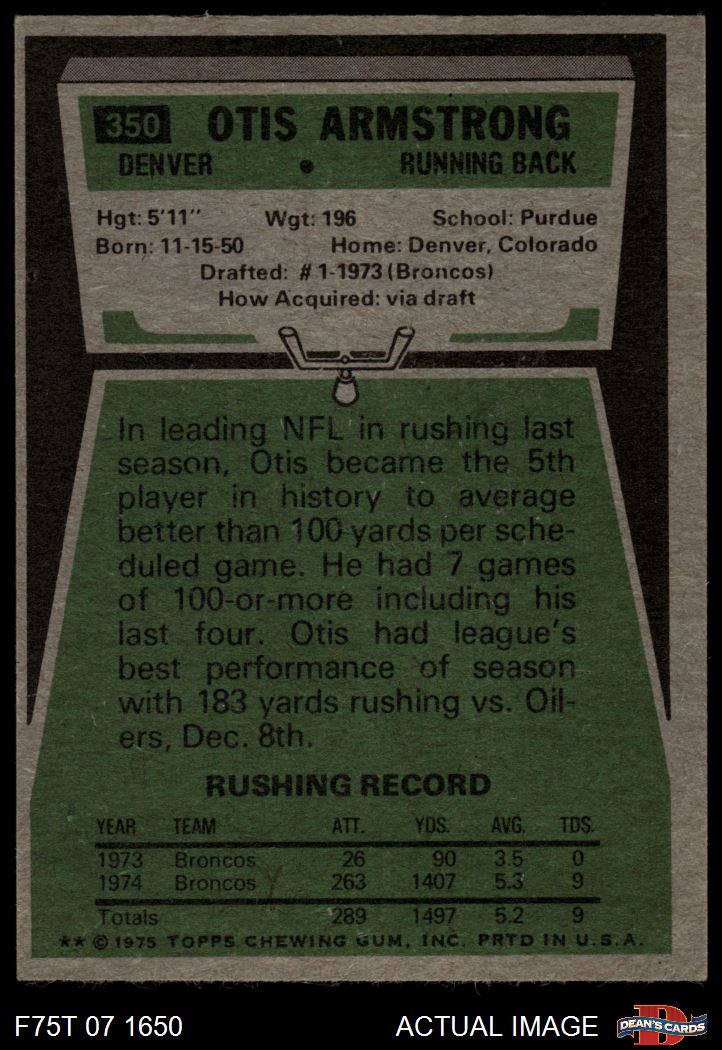 350 OTIS ARMSTRONG
DENVER • RUNNING BACK
Hgt: 5'11" Wgt: 196 School: Purdue
Born: 11-15-50 Home: Denver, Colorado
Drafted: #1-1973 (Broncos)
How Acquired: via draft
In leading NFL in rushing last
season, Otis became the 5th
player in history to average
better than 100 yards per sche-
duled game. He had 7 games
of 100-or-more including his
last four. Otis had league's
best performance of season
with 183 yards rushing vs. Oil-
ers, Dec. 8th.
RUSHING RECORD
YEAR TEAM ATT. YDS. AVG. TDS.
1973 Broncos 26 90 3.5 0
1974 Broncos 263 1407 5.3 9
Totals 289 1497 5.2 9
** © 1975 TOPPS CHEWING GUM, INC. PRTD IN U.S.A.
F75T 07 1650 ACTUAL IMAGE D DEAN'S CARDS